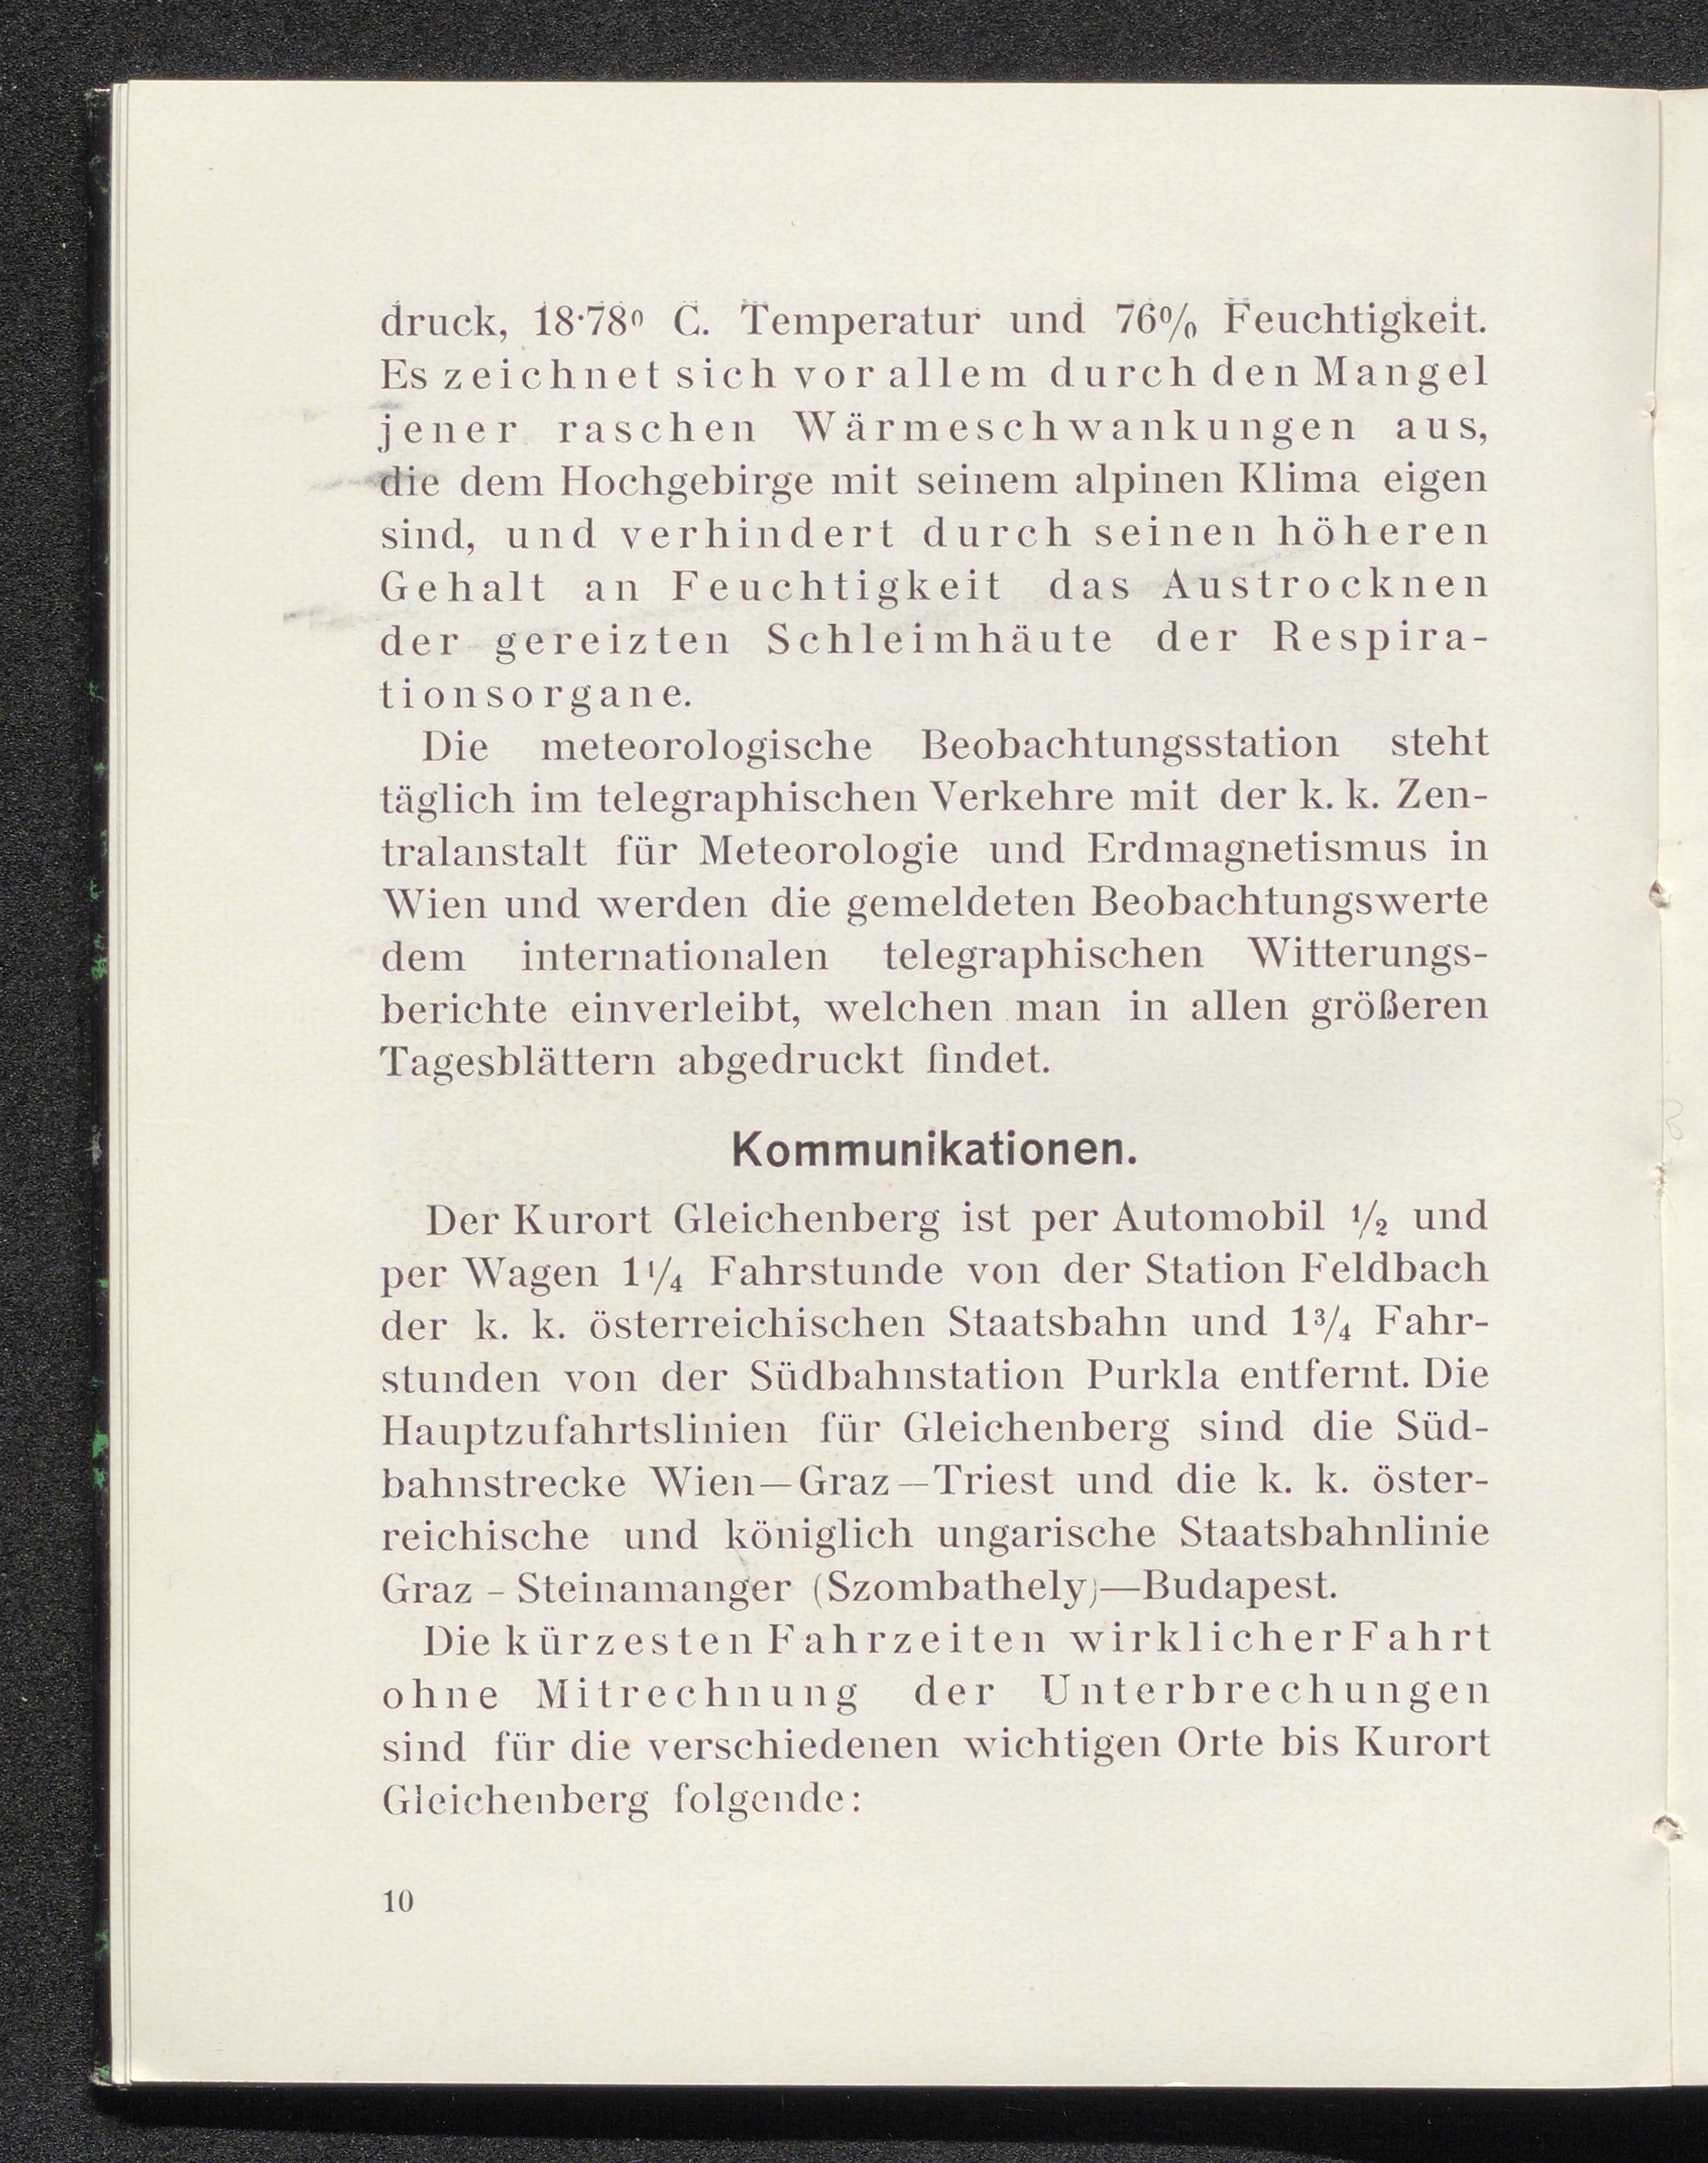 druck, 18·78⁰ C. Temperatur und 76% Feuchtigkeit.
Es zeichnet sich vor allem durch den Mangel
jener raschen Wärmeschwankungen aus,
die dem Hochgebirge mit seinem alpinen Klima eigen
sind, und verhindert durch seinen höheren
Gehalt an Feuchtigkeit das Austrocknen
der gereizten Schleimhäute der Respira-
tionsorgane.
Die meteorologische Beobachtungsstation steht
täglich im telegraphischen Verkehre mit der k. k. Zen-
tralanstalt für Meteorologie und Erdmagnetismus in
Wien und werden die gemeldeten Beobachtungswerte
dem internationalen telegraphischen Witterungs-
berichte einverleibt, welchen man in allen größeren
Tagesblättern abgedruckt findet.
Kommunikationen.
Der Kurort Gleichenberg ist per Automobil ½ und
per Wagen 1¼ Fahrstunde von der Station Feldbach
der k. k. österreichischen Staatsbahn und 1¾ Fahr-
stunden von der Südbahnstation Purkla entfernt. Die
Hauptzufahrtslinien für Gleichenberg sind die Süd-
bahnstrecke Wien—Graz—Triest und die k. k. öster-
reichische und königlich ungarische Staatsbahnlinie
Graz – Steinamanger (Szombathely)—Budapest.
Die kürzesten Fahrzeiten wirklicher Fahrt
ohne Mitrechnung der Unterbrechungen
sind für die verschiedenen wichtigen Orte bis Kurort
Gleichenberg folgende:
10